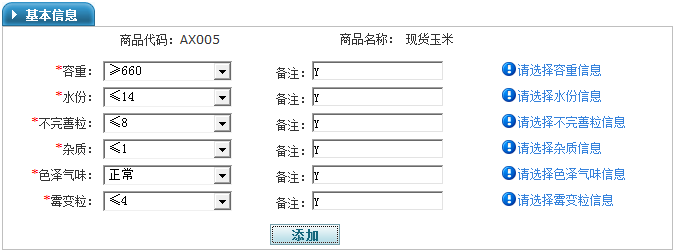 基本信息
商品代码：AX005 商品名称： 现货玉米
*容重： ≥660 备注： Y 请选择容重信息
*水份： ≤14 备注： Y 请选择水份信息
*不完善粒： ≤8 备注： Y 请选择不完善粒信息
*杂质： ≤1 备注： Y 请选择杂质信息
*色泽气味： 正常 备注： Y 请选择色泽气味信息
*霉变粒： ≤4 备注： Y 请选择霉变粒信息
添加